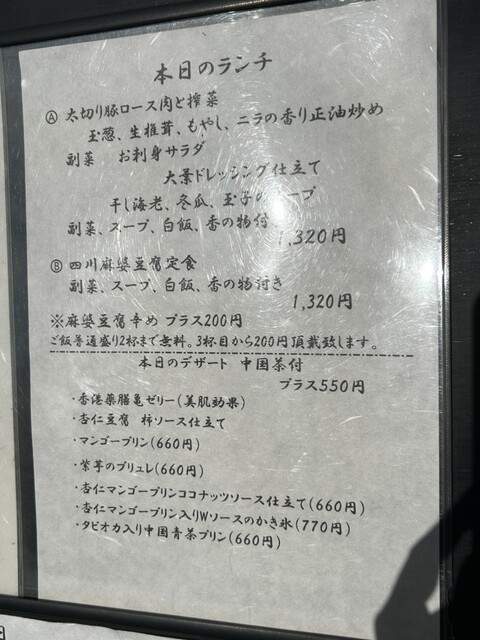 本日のランチ
Ⓐ 太切り豚ロース肉と搾菜
玉葱、生椎茸、もやし、ニラの香り正油炒め
副菜 お刺身サラダ
大葉ドレッシング仕立て
干し海老、冬瓜、玉子のスープ
副菜、スープ、白飯、香の物付
1,320円
Ⓑ 四川麻婆豆腐定食
副菜、スープ、白飯、香の物付き
1,320円
※麻婆豆腐辛め プラス200円
ご飯普通盛り2杯まで無料。3杯目から200円頂戴致します。
本日のデザート 中国茶付
プラス550円
・香港薬膳亀ゼリー(美肌効果)
・杏仁豆腐 柿ソース仕立て
・マンゴープリン(660円)
・紫芋のブリュレ(660円)
・杏仁マンゴープリンココナッツソース仕立て(660円)
・杏仁マンゴープリン入りWソースのかき氷(770円)
・タピオカ入り中国青茶プリン(660円)